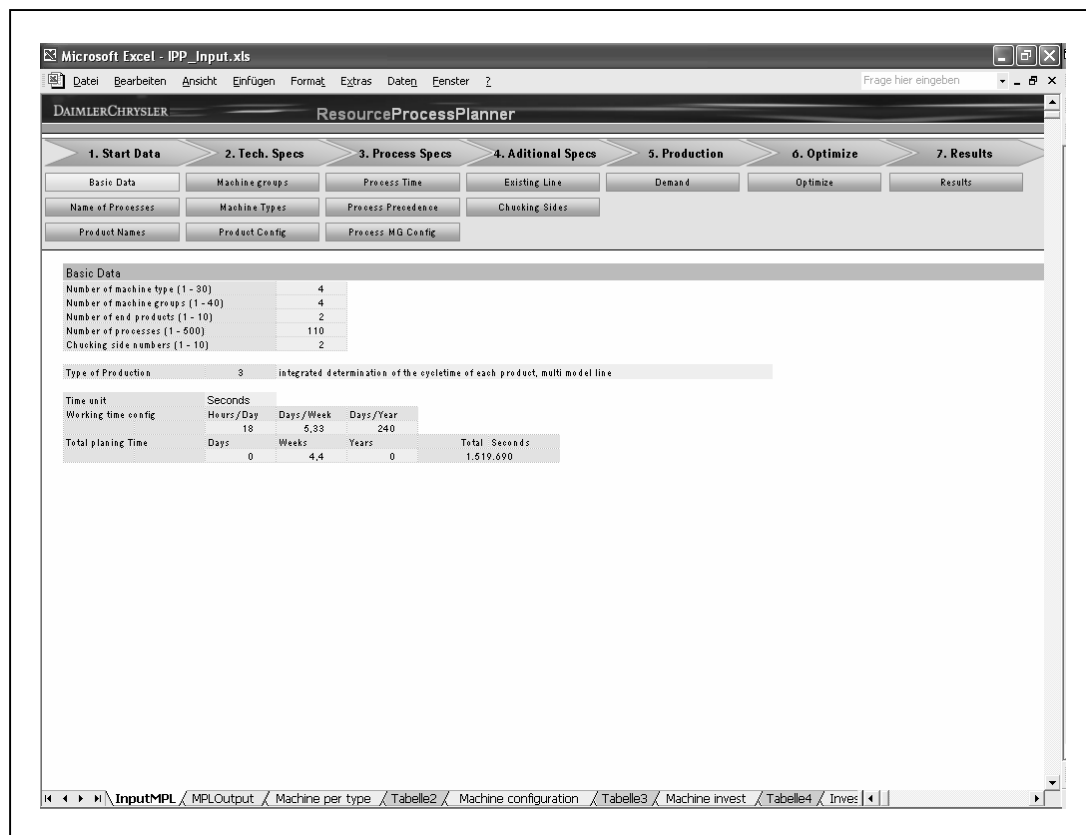 Microsoft Excel - IPP_Input.xls
Datei Bearbeiten Ansicht Einfügen Format Extras Daten Fenster ? Frage hier eingeben
DAIMLERCHRYSLER ResourceProcessPlanner
1. Start Data 2. Tech. Specs 3. Process Specs 4. Aditional Specs 5. Production 6. Optimize 7. Results
Basic Data Machine groups Process Time Existing Line Demand Optimize Results
Name of Processes Machine Types Process Precedence Chucking Sides
Product Names Product Config Process MG Config
Basic Data
Number of machine type (1 - 30) 4
Number of machine groups (1 - 40) 4
Number of end products (1 - 10) 2
Number of processes (1 - 500) 110
Chucking side numbers (1 - 10) 2
Type of Production 3 integrated determination of the cycletime of each product, multi model line
Time unit Seconds
Working time config Hours/Day Days/Week Days/Year
18 5,33 240
Total planing Time Days Weeks Years Total Seconds
0 4,4 0 1.519.690
InputMPL MPLOutput Machine per type Tabelle2 Machine configuration Tabelle3 Machine invest Tabelle4 Inves